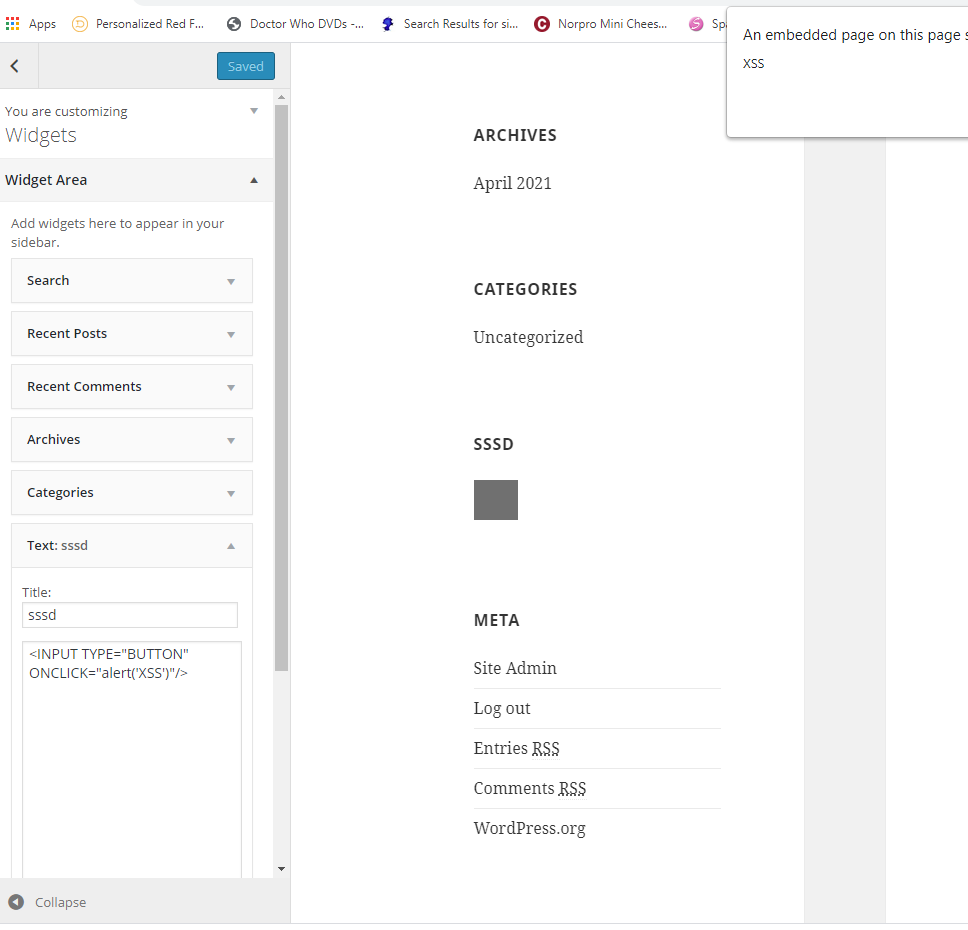 Apps Personalized Red F... Doctor Who DVDs -... Search Results for si... Norpro Mini Chees... Sp
An embedded page on this page s
XSS
Saved
You are customizing
Widgets
Widget Area
Add widgets here to appear in your
sidebar.
Search
Recent Posts
Recent Comments
Archives
Categories
Text: sssd
Title:
sssd
<INPUT TYPE="BUTTON"
ONCLICK="alert('XSS')"/>
Collapse
ARCHIVES
April 2021
CATEGORIES
Uncategorized
SSSD
META
Site Admin
Log out
Entries RSS
Comments RSS
WordPress.org